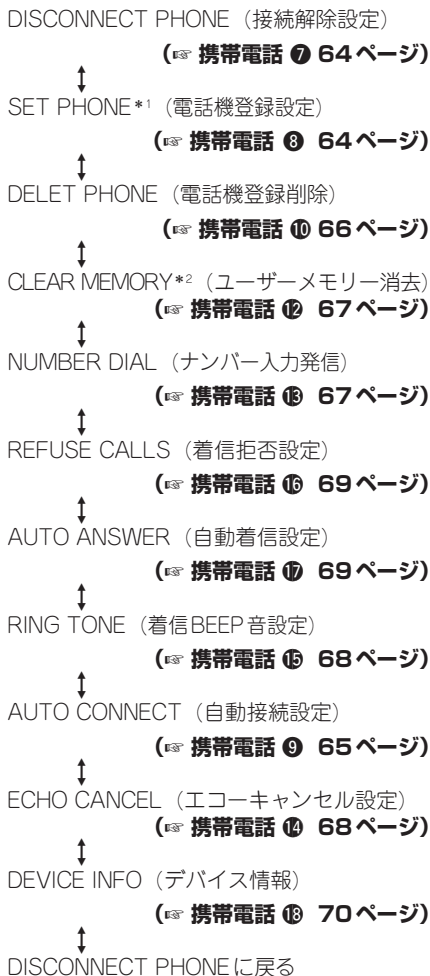 DISCONNECT PHONE（接続解除設定）
（☞ 携帯電話 ❼ 64ページ）
↕
SET PHONE*1（電話機登録設定）
（☞ 携帯電話 ❽ 64ページ）
↕
DELET PHONE（電話機登録削除）
（☞ 携帯電話 ❿ 66ページ）
↕
CLEAR MEMORY*2（ユーザーメモリー消去）
（☞ 携帯電話 ⓬ 67ページ）
↕
NUMBER DIAL（ナンバー入力発信）
（☞ 携帯電話 ⓭ 67ページ）
↕
REFUSE CALLS（着信拒否設定）
（☞ 携帯電話 ⓰ 69ページ）
↕
AUTO ANSWER（自動着信設定）
（☞ 携帯電話 ⓱ 69ページ）
↕
RING TONE（着信BEEP音設定）
（☞ 携帯電話 ⓯ 68ページ）
↕
AUTO CONNECT（自動接続設定）
（☞ 携帯電話 ❾ 65ページ）
↕
ECHO CANCEL（エコーキャンセル設定）
（☞ 携帯電話 ⓮ 68ページ）
↕
DEVICE INFO（デバイス情報）
（☞ 携帯電話 ⓲ 70ページ）
↕
DISCONNECT PHONEに戻る